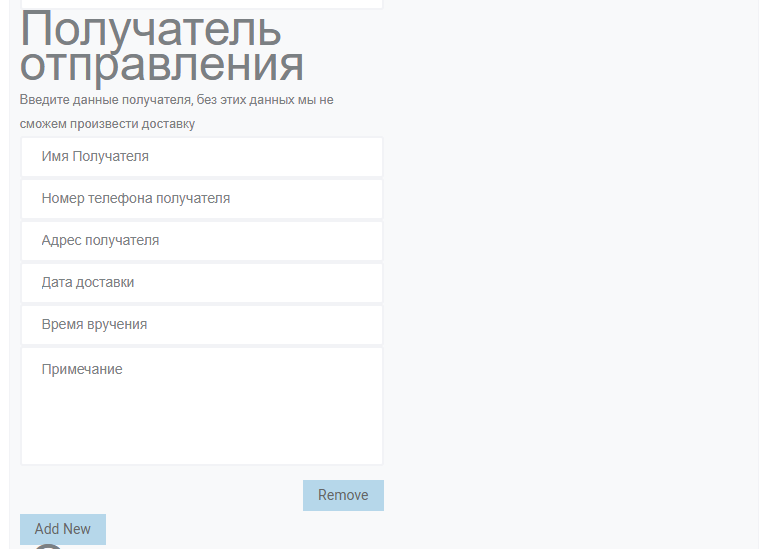 Получатель
отправления
Введите данные получателя, без этих данных мы не
сможем произвести доставку
Имя Получателя
Номер телефона получателя
Адрес получателя
Дата доставки
Время вручения
Примечание
Remove
Add New